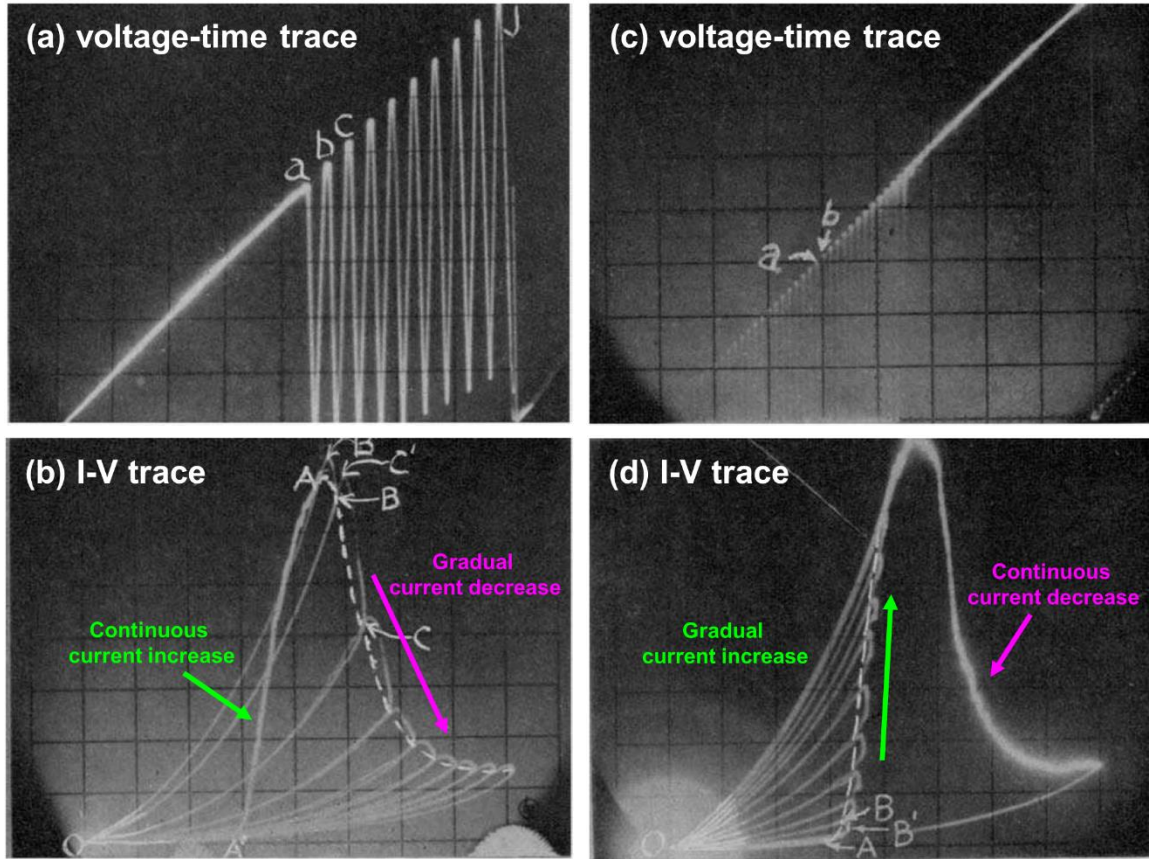 (a) voltage-time trace
a
b
c
J
(c) voltage-time trace
a
b
(b) I-V trace
B
A
C'
B
Gradual
current decrease
Continuous
current increase
C
O
A'
(d) I-V trace
Continuous
current decrease
Gradual
current increase
B
B'
O
A